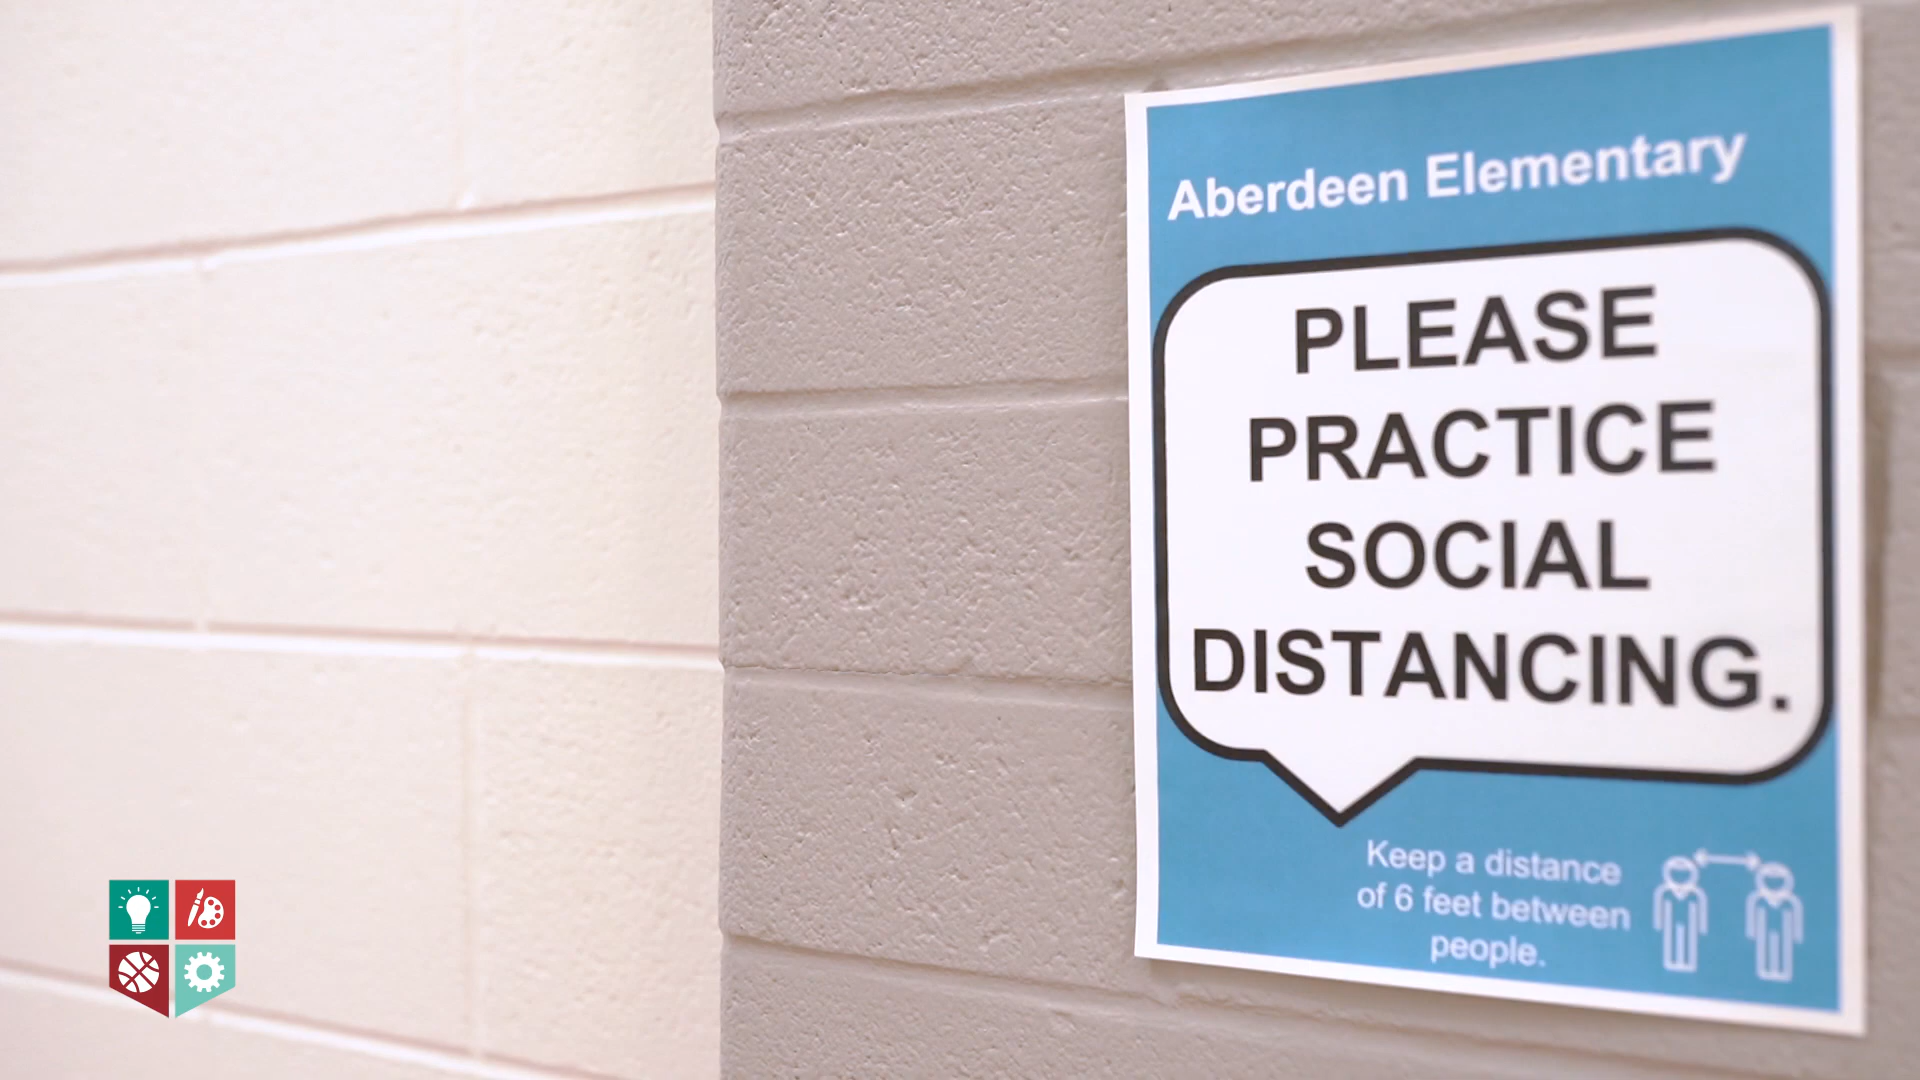 Aberdeen Elementary
PLEASE
PRACTICE
SOCIAL
DISTANCING.
Keep a distance
of 6 feet between
people.